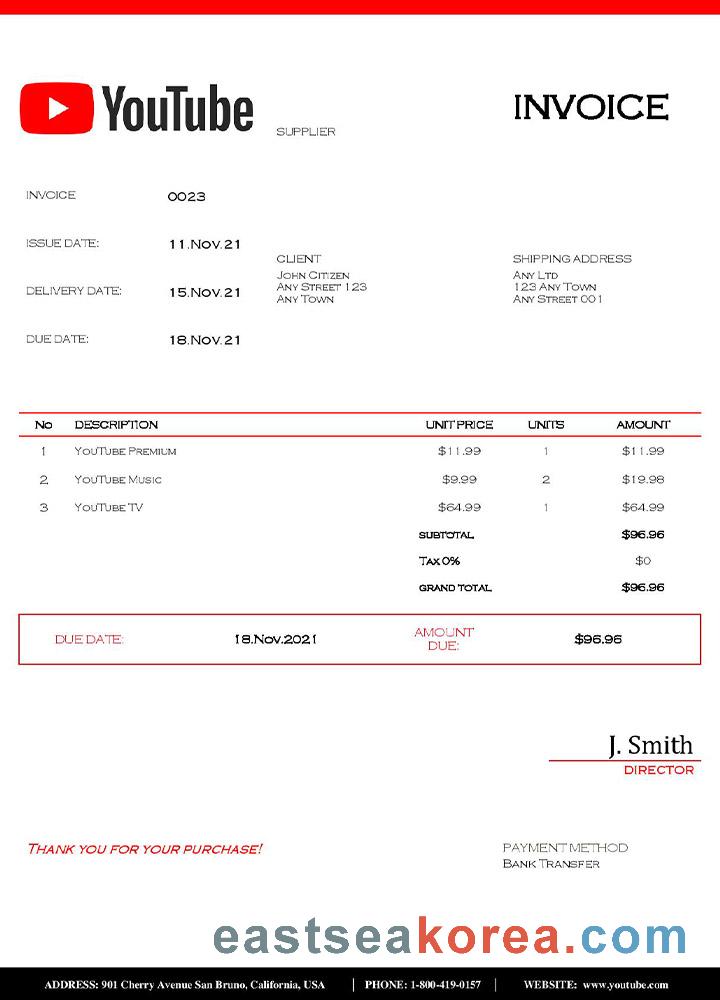 YouTube
INVOICE
SUPPLIER
INVOICE 0023
ISSUE DATE: 11.Nov.21
DELIVERY DATE: 15.Nov.21
DUE DATE: 18.Nov.21
CLIENT
John Citizen
Any Street 123
Any Town
SHIPPING ADDRESS
Any Ltd
123 Any Town
Any Street 001
No DESCRIPTION UNIT PRICE UNITS AMOUNT
1 YouTube Premium $11.99 1 $11.99
2 YouTube Music $9.99 2 $19.98
3 YouTube TV $64.99 1 $64.99
SUBTOTAL $96.96
Tax 0% $0
GRAND TOTAL $96.96
DUE DATE: 18.Nov.2021 AMOUNT DUE: $96.96
J. Smith
DIRECTOR
Thank you for your purchase!
PAYMENT METHOD
Bank Transfer
eastseakorea.com
ADDRESS: 901 Cherry Avenue San Bruno, California, USA | PHONE: 1-800-419-0157 | WEBSITE: www.youtube.com